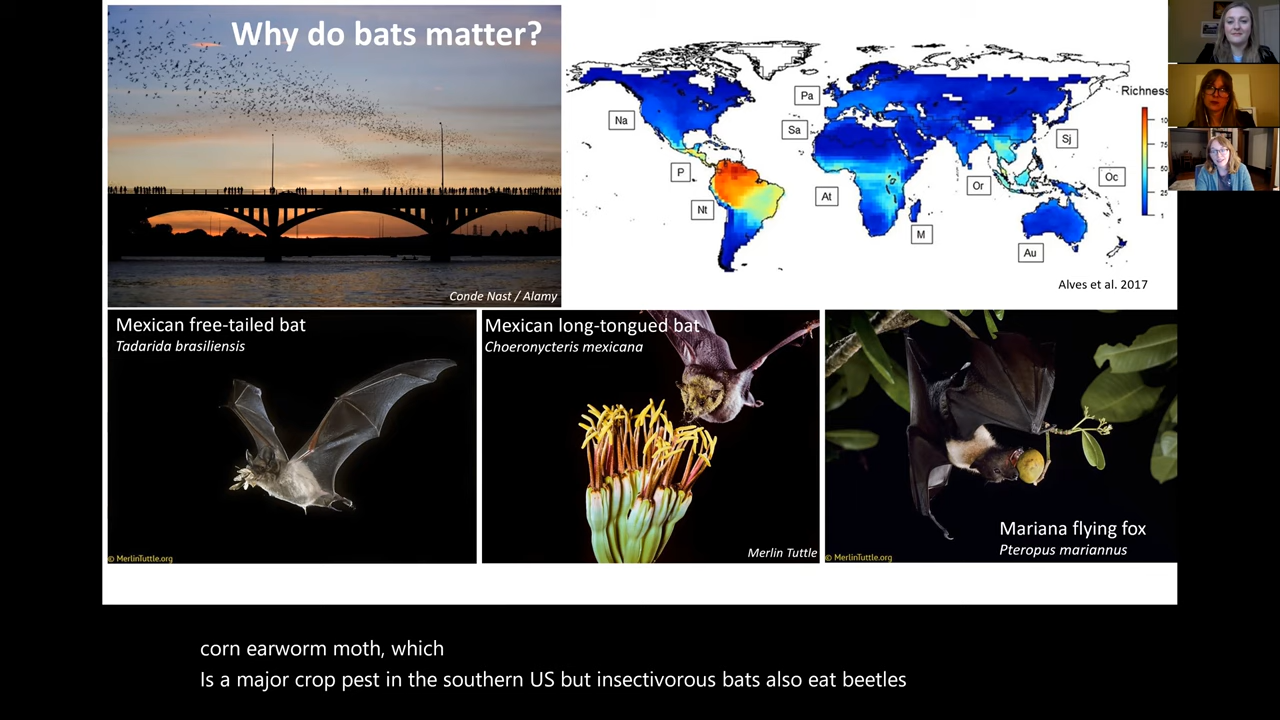 Why do bats matter?
Conde Nast / Alamy
Na
P
Nt
Pa
Sa
At
M
Or
Sj
Oc
Au
Richness
1
Alves et al. 2017
Mexican free-tailed bat
Tadarida brasiliensis
© MerlinTuttle.org
Mexican long-tongued bat
Choeronycteris mexicana
Merlin Tuttle
Mariana flying fox
Pteropus mariannus
© MerlinTuttle.org
corn earworm moth, which
Is a major crop pest in the southern US but insectivorous bats also eat beetles